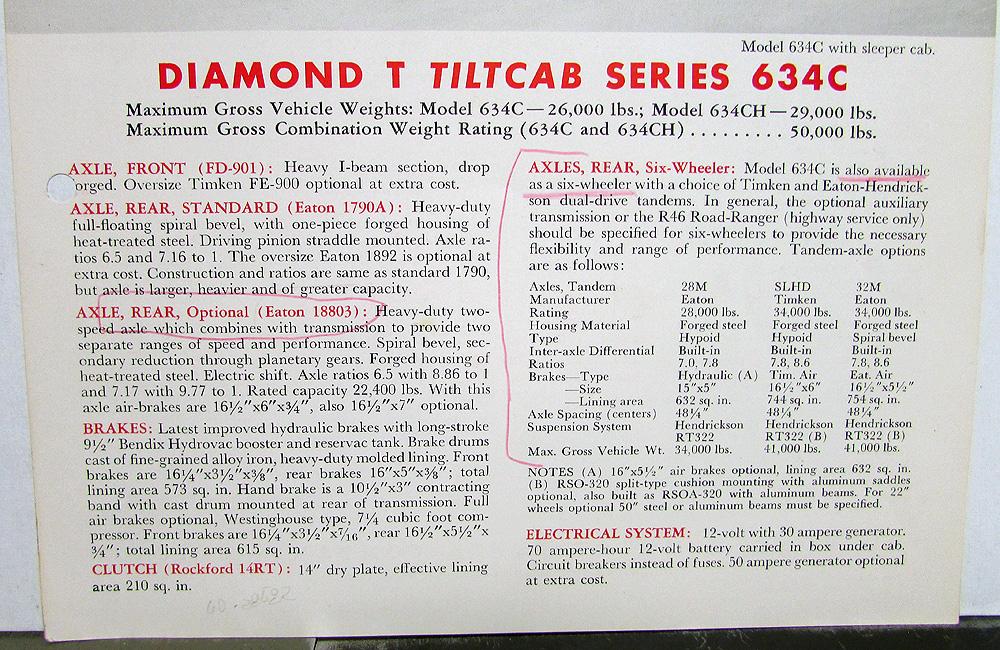 Model 634C with sleeper cab.
DIAMOND T TILTCAB SERIES 634C
Maximum Gross Vehicle Weights: Model 634C—26,000 lbs.; Model 634CH—29,000 lbs.
Maximum Gross Combination Weight Rating (634C and 634CH) . . . . . . . . . 50,000 lbs.
AXLE, FRONT (FD-901): Heavy I-beam section, drop
orged. Oversize Timken FE-900 optional at extra cost.
AXLE, REAR, STANDARD (Eaton 1790A): Heavy-duty
full-floating spiral bevel, with one-piece forged housing of
heat-treated steel. Driving pinion straddle mounted. Axle ra-
tios 6.5 and 7.16 to 1. The oversize Eaton 1892 is optional at
extra cost. Construction and ratios are same as standard 1790,
but axle is larger, heavier and of greater capacity.
AXLE, REAR, Optional (Eaton 18803): Heavy-duty two-
speed axle which combines with transmission to provide two
separate ranges of speed and performance. Spiral bevel, sec-
ondary reduction through planetary gears. Forged housing of
heat-treated steel. Electric shift. Axle ratios 6.5 with 8.86 to 1
and 7.17 with 9.77 to 1. Rated capacity 22,400 lbs. With this
axle air-brakes are 16½"x6"x¾", also 16½"x7" optional.
BRAKES: Latest improved hydraulic brakes with long-stroke
9½" Bendix Hydrovac booster and reservac tank. Brake drums
cast of fine-grained alloy iron, heavy-duty molded lining. Front
brakes are 16¼"x3½"x⅜", rear brakes 16"x5"x⅜"; total
lining area 573 sq. in. Hand brake is a 10½"x3" contracting
band with cast drum mounted at rear of transmission. Full
air brakes optional, Westinghouse type, 7¼ cubic foot com-
pressor. Front brakes are 16¼"x3½"x7/16", rear 16½"x5½"x
¾"; total lining area 615 sq. in.
CLUTCH (Rockford 14RT): 14" dry plate, effective lining
area 210 sq. in.
AXLES, REAR, Six-Wheeler: Model 634C is also available
as a six-wheeler with a choice of Timken and Eaton-Hendrick-
son dual-drive tandems. In general, the optional auxiliary
transmission or the R46 Road-Ranger (highway service only)
should be specified for six-wheelers to provide the necessary
flexibility and range of performance. Tandem-axle options
are as follows:
Axles, Tandem 28M SLHD 32M
Manufacturer Eaton Timken Eaton
Rating 28,000 lbs. 34,000 lbs. 34,000 lbs.
Housing Material Forged steel Forged steel Forged steel
Type Hypoid Hypoid Spiral bevel
Inter-axle Differential Built-in Built-in Built-in
Ratios 7.0, 7.8 7.8, 8.6 7.8, 8.6
Brakes—Type Hydraulic (A) Tim. Air Eat. Air
—Size 15"x5" 16½"x6" 16½"x5½"
—Lining area 632 sq. in. 744 sq. in. 754 sq. in.
Axle Spacing (centers) 48¼" 48¼" 48¼"
Suspension System Hendrickson Hendrickson Hendrickson
RT322 RT322 (B) RT322 (B)
Max. Gross Vehicle Wt. 34,000 lbs. 41,000 lbs. 41,000 lbs.
NOTES (A) 16"x5½" air brakes optional, lining area 632 sq. in.
(B) RSO-320 split-type cushion mounting with aluminum saddles
optional, also built as RSOA-320 with aluminum beams. For 22"
wheels optional 50" steel or aluminum beams must be specified.
ELECTRICAL SYSTEM: 12-volt with 30 ampere generator.
70 ampere-hour 12-volt battery carried in box under cab.
Circuit breakers instead of fuses. 50 ampere generator optional
at extra cost.